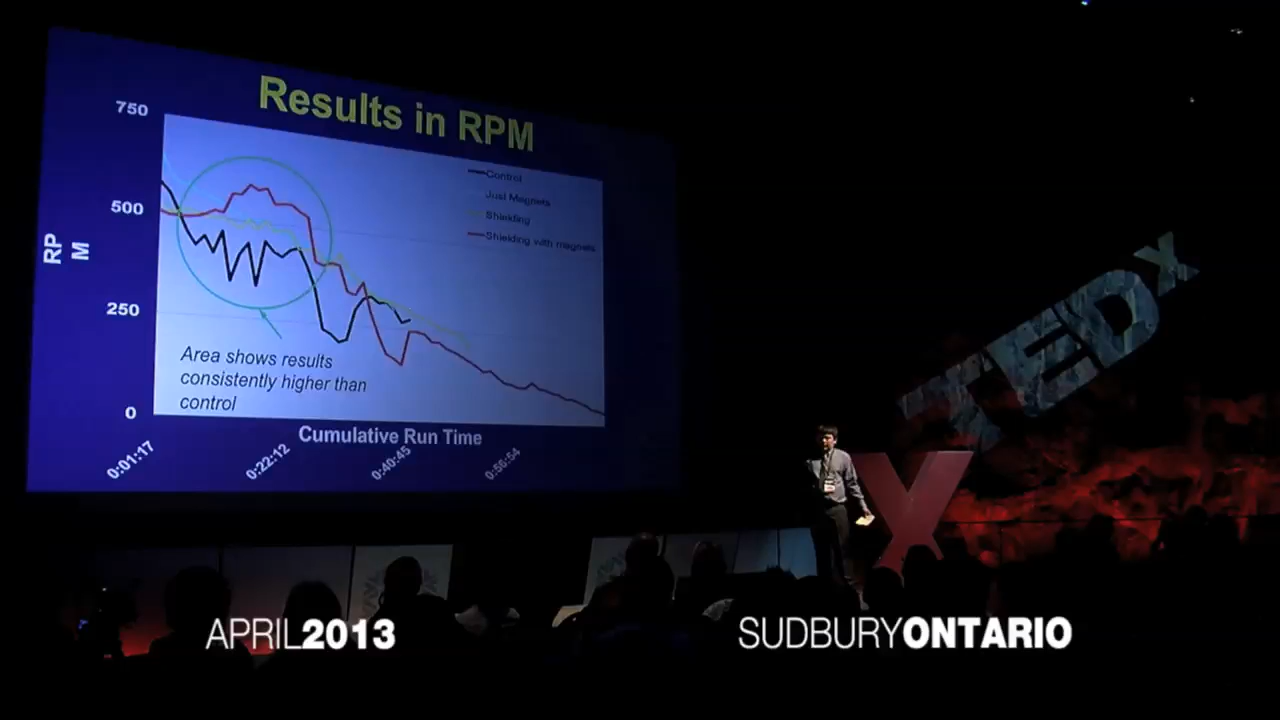 Results in RPM
750
500
250
0
RP
M
Control
Just Magnets
Shielding
Shielding with magnets
Area shows results
consistently higher than
control
Cumulative Run Time
0:01:17
0:22:12
0:40:45
0:56:54
TEDx
X
APRIL2013
SUDBURYONTARIO